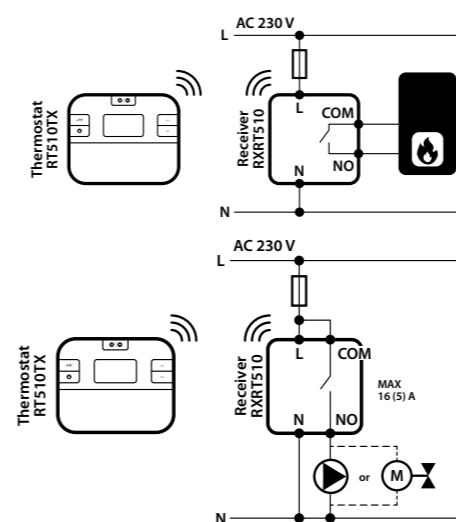 AC 230 V
L
Thermostat
RT510TX
Receiver
RXRT510
L
COM
NO
N
N
AC 230 V
L
Thermostat
RT510TX
Receiver
RXRT510
L
COM
MAX
16 (5) A
N
NO
or
M
N